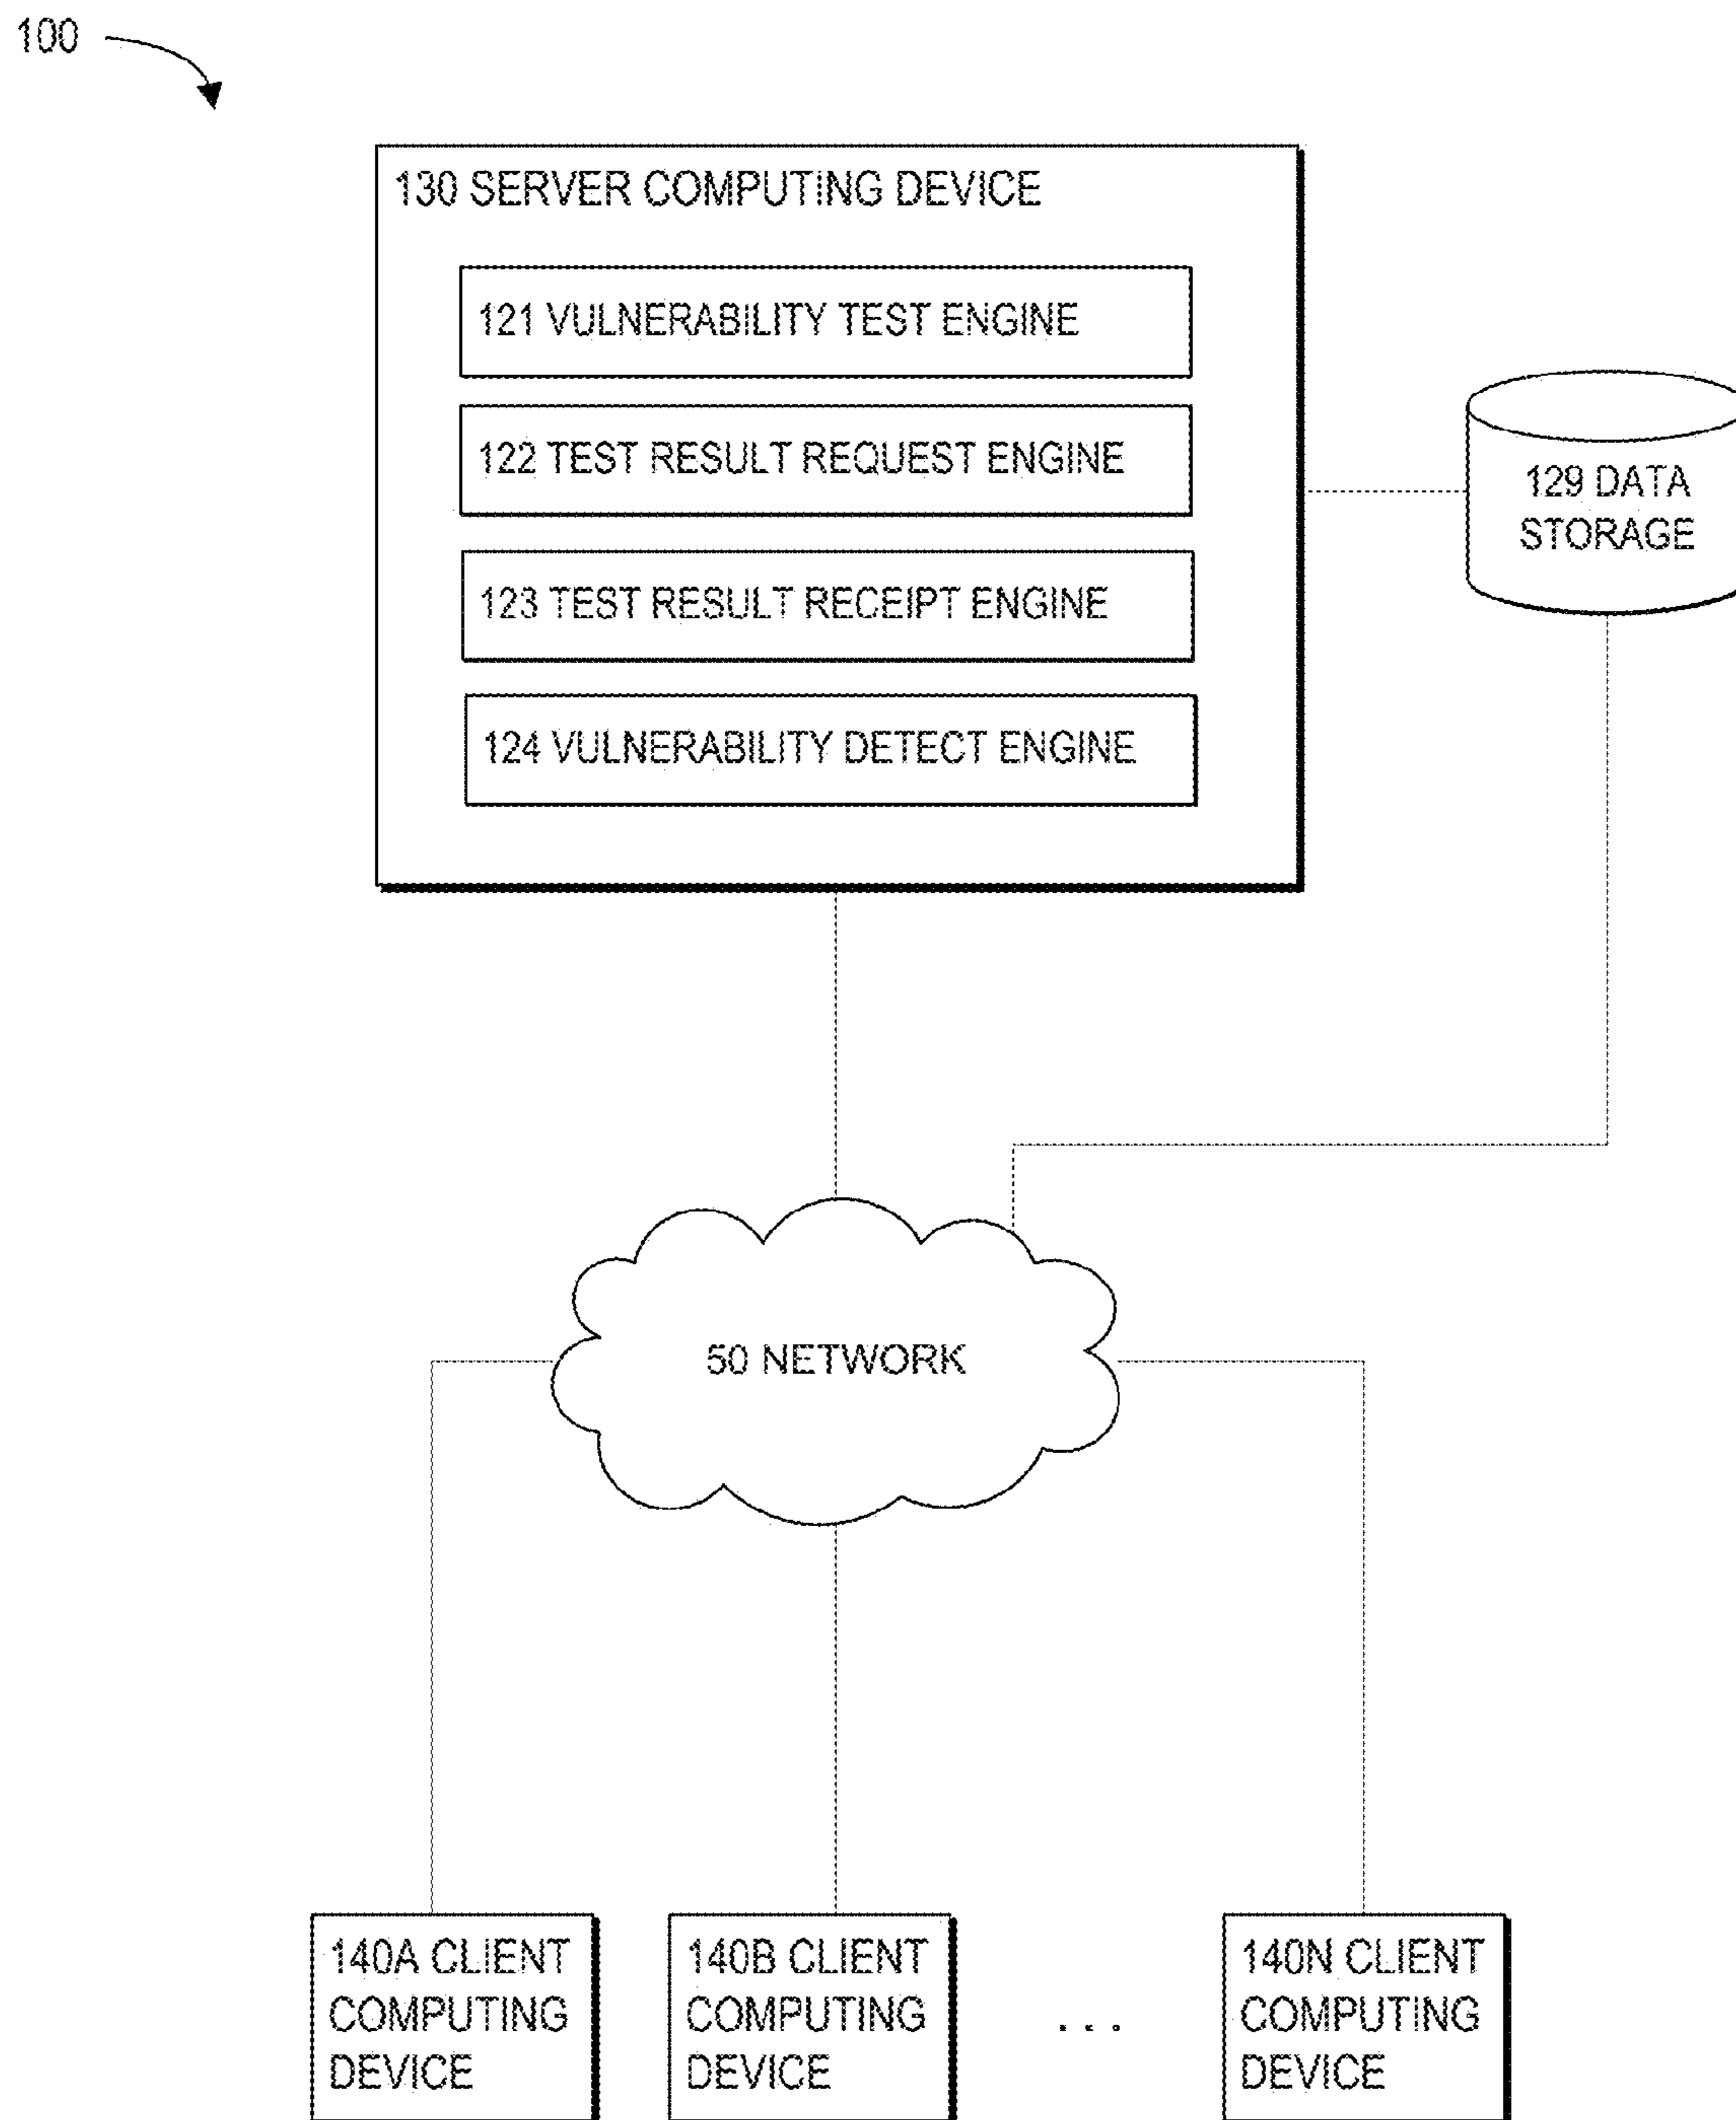 100
130 SERVER COMPUTING DEVICE
121 VULNERABILITY TEST ENGINE
122 TEST RESULT REQUEST ENGINE
123 TEST RESULT RECEIPT ENGINE
124 VULNERABILITY DETECT ENGINE
129 DATA
STORAGE
50 NETWORK
140A CLIENT
COMPUTING
DEVICE
140B CLIENT
COMPUTING
DEVICE
. . .
140N CLIENT
COMPUTING
DEVICE